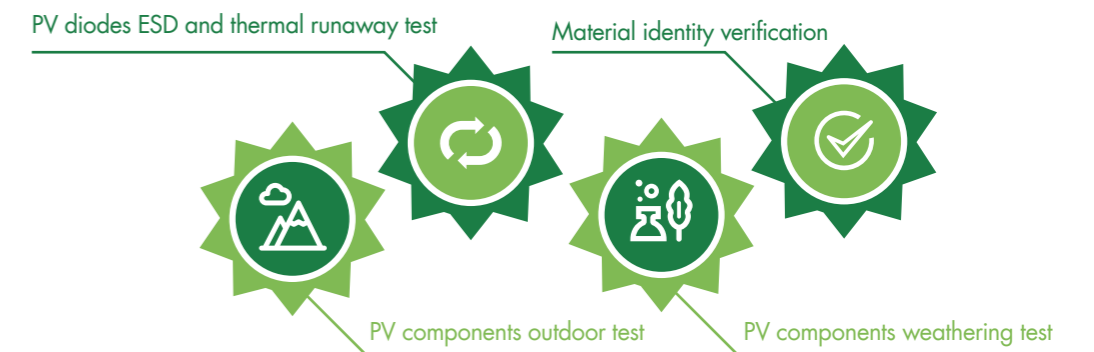 PV diodes ESD and thermal runaway test
Material identity verification
PV components outdoor test
PV components weathering test